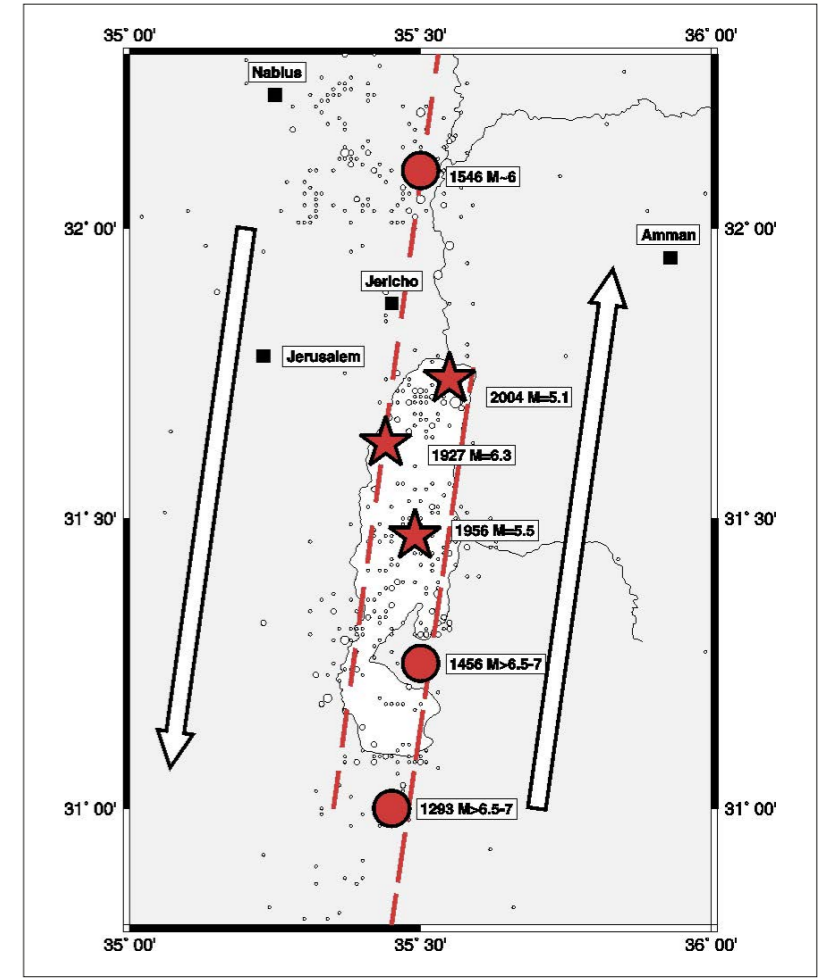 35° 00'
35° 30'
36° 00'
Nablus
1546 M~6
32° 00'
32° 00'
Amman
Jericho
Jerusalem
2004 M=5.1
1927 M=6.3
31° 30'
31° 30'
1956 M=5.5
1456 M>6.5-7
31° 00'
1293 M>6.5-7
31° 00'
35° 00'
35° 30'
36° 00'